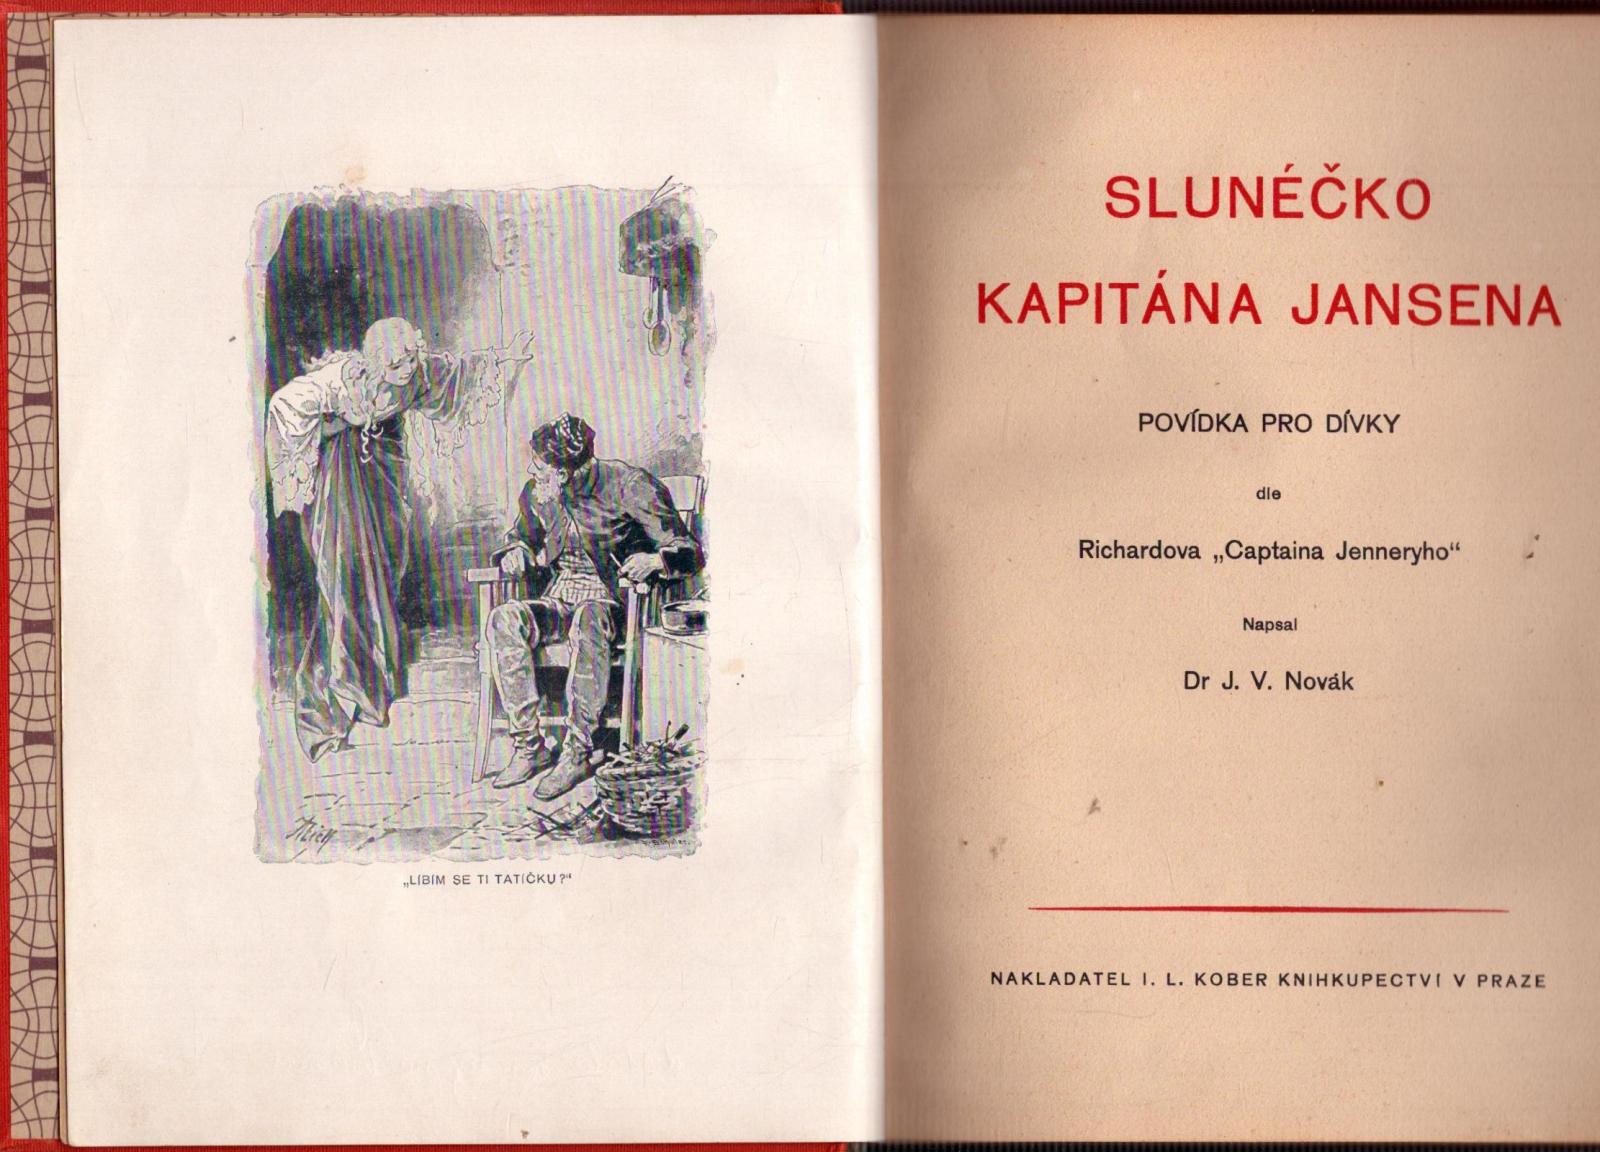 „LÍBÍM SE TI TATÍČKU?“
SLUNÉČKO
KAPITÁNA JANSENA
POVÍDKA PRO DÍVKY
dle
Richardova „Captaina Jenneryho“
Napsal
Dr J. V. Novák
NAKLADATEL I. L. KOBER KNIHKUPECTVÍ V PRAZE